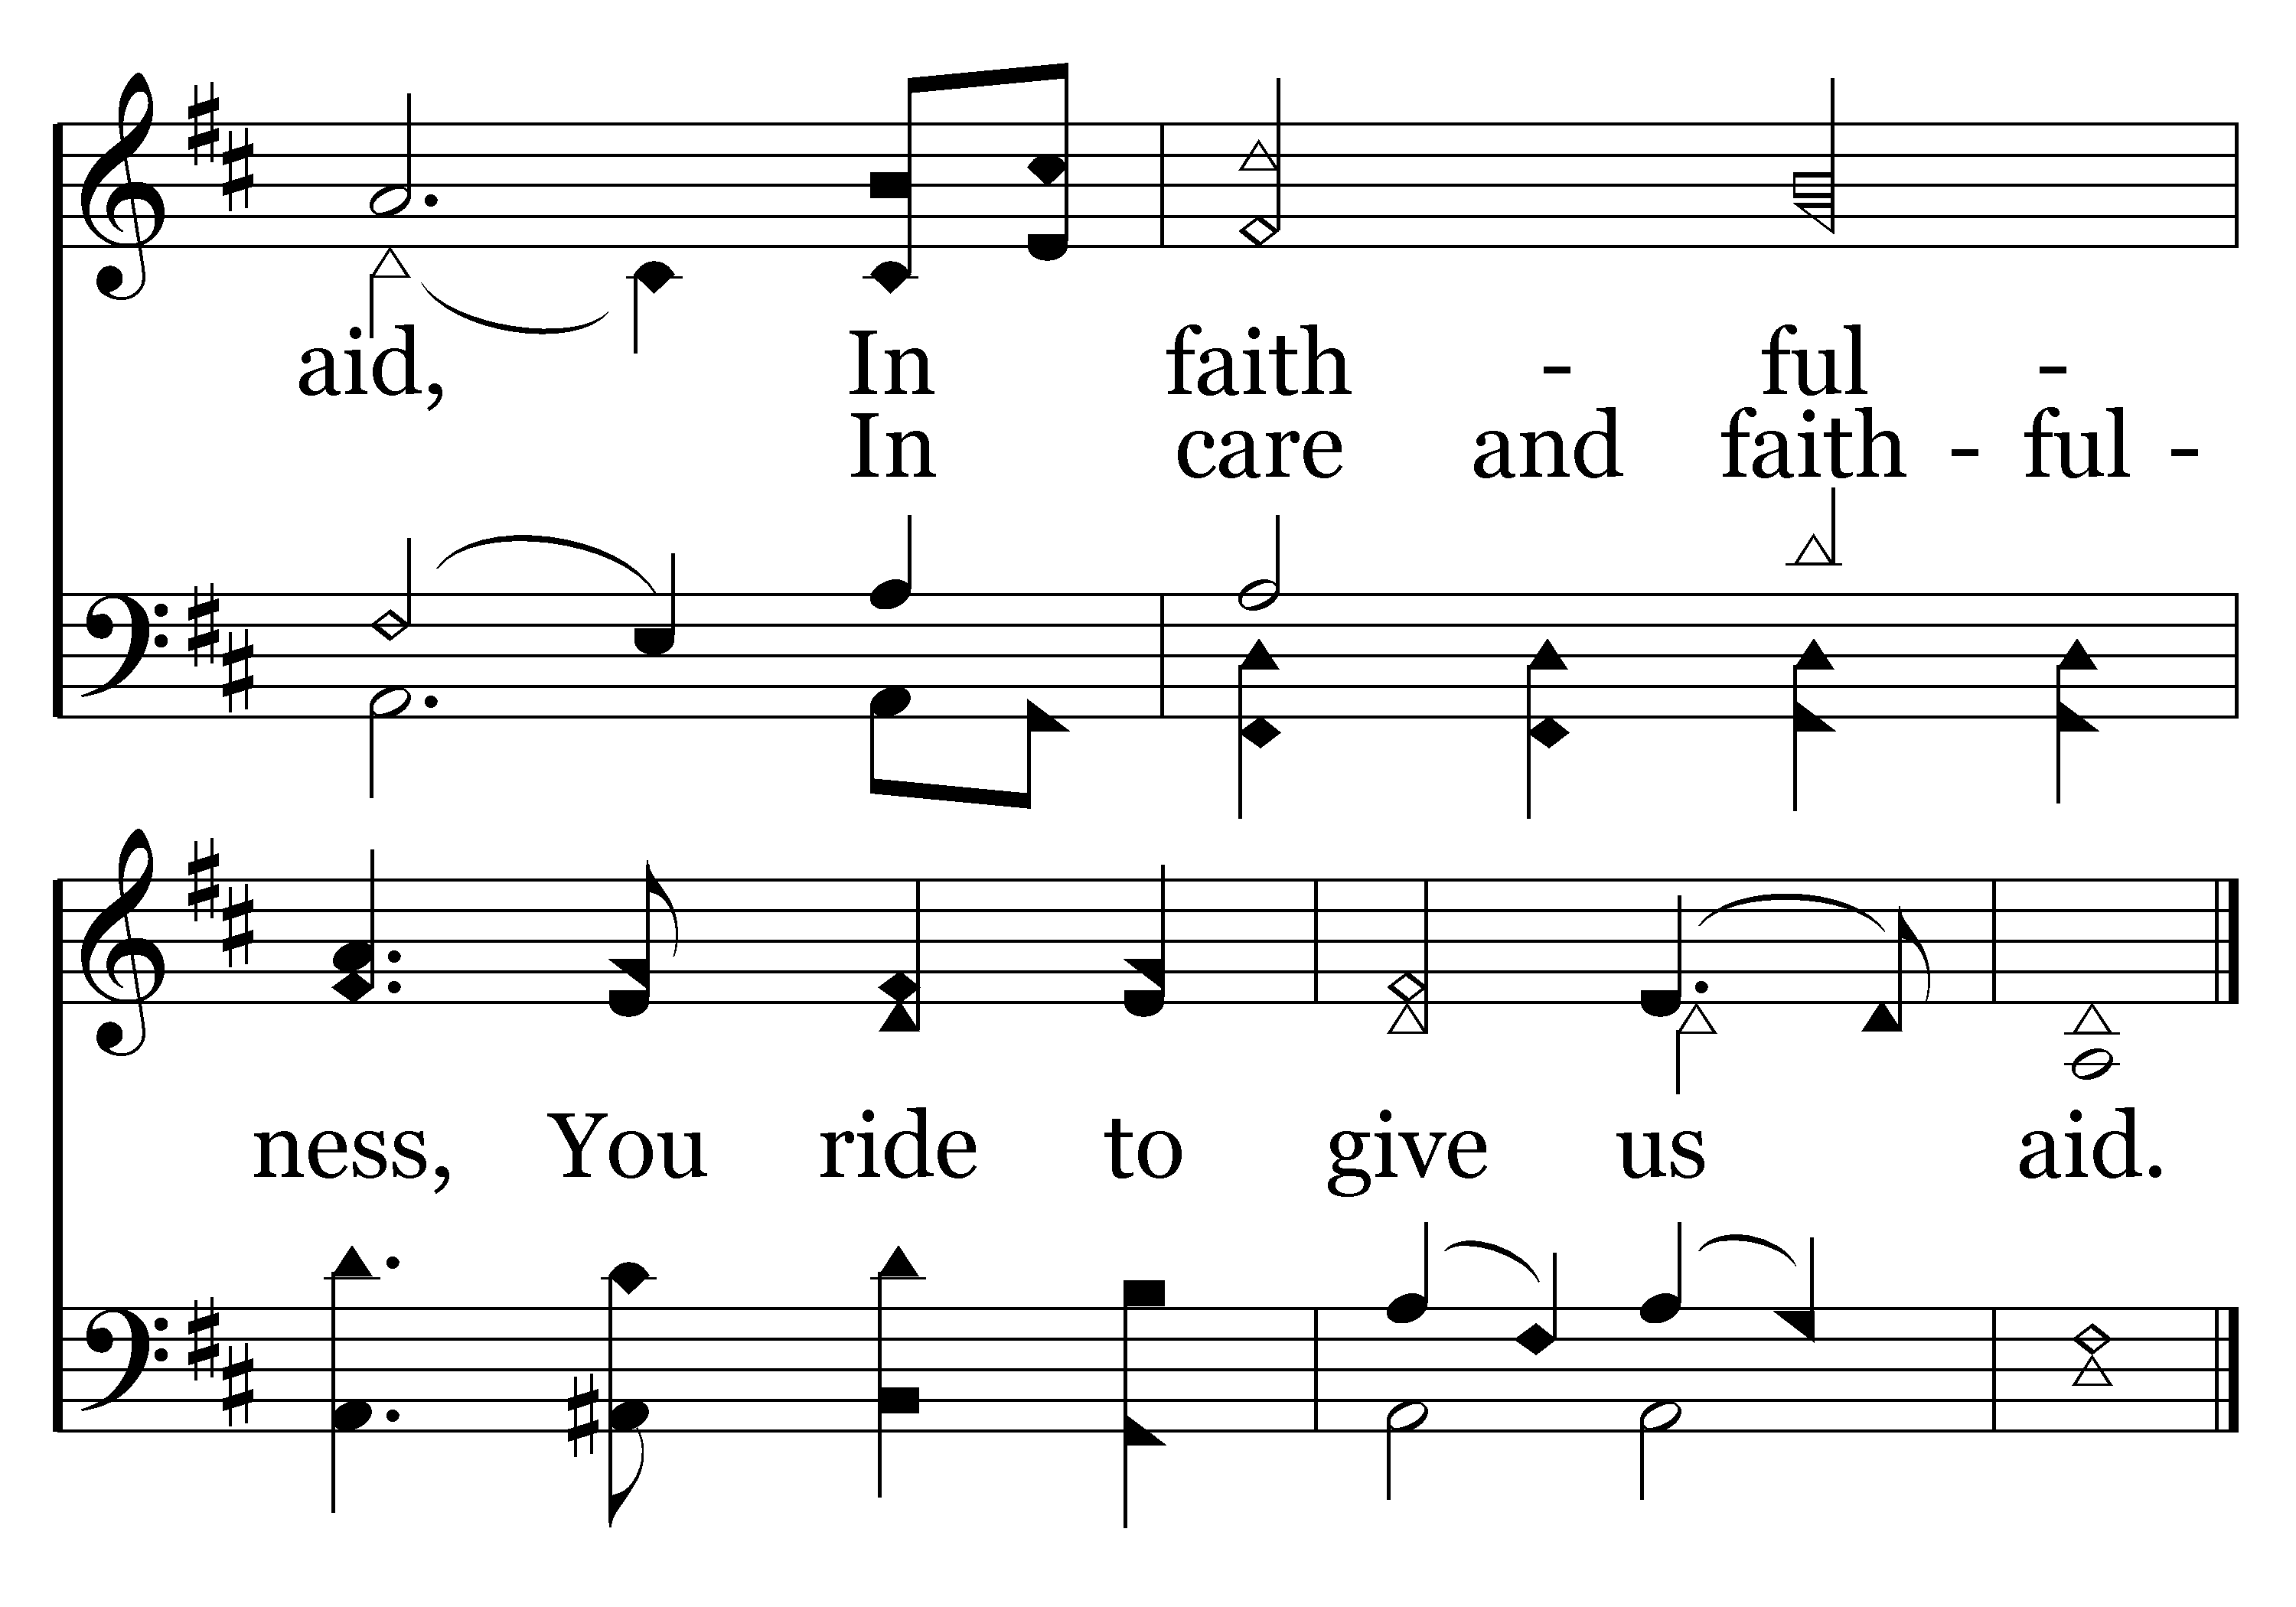 aid, In faith - ful -
In care and faith - ful -
ness, You ride to give us aid.